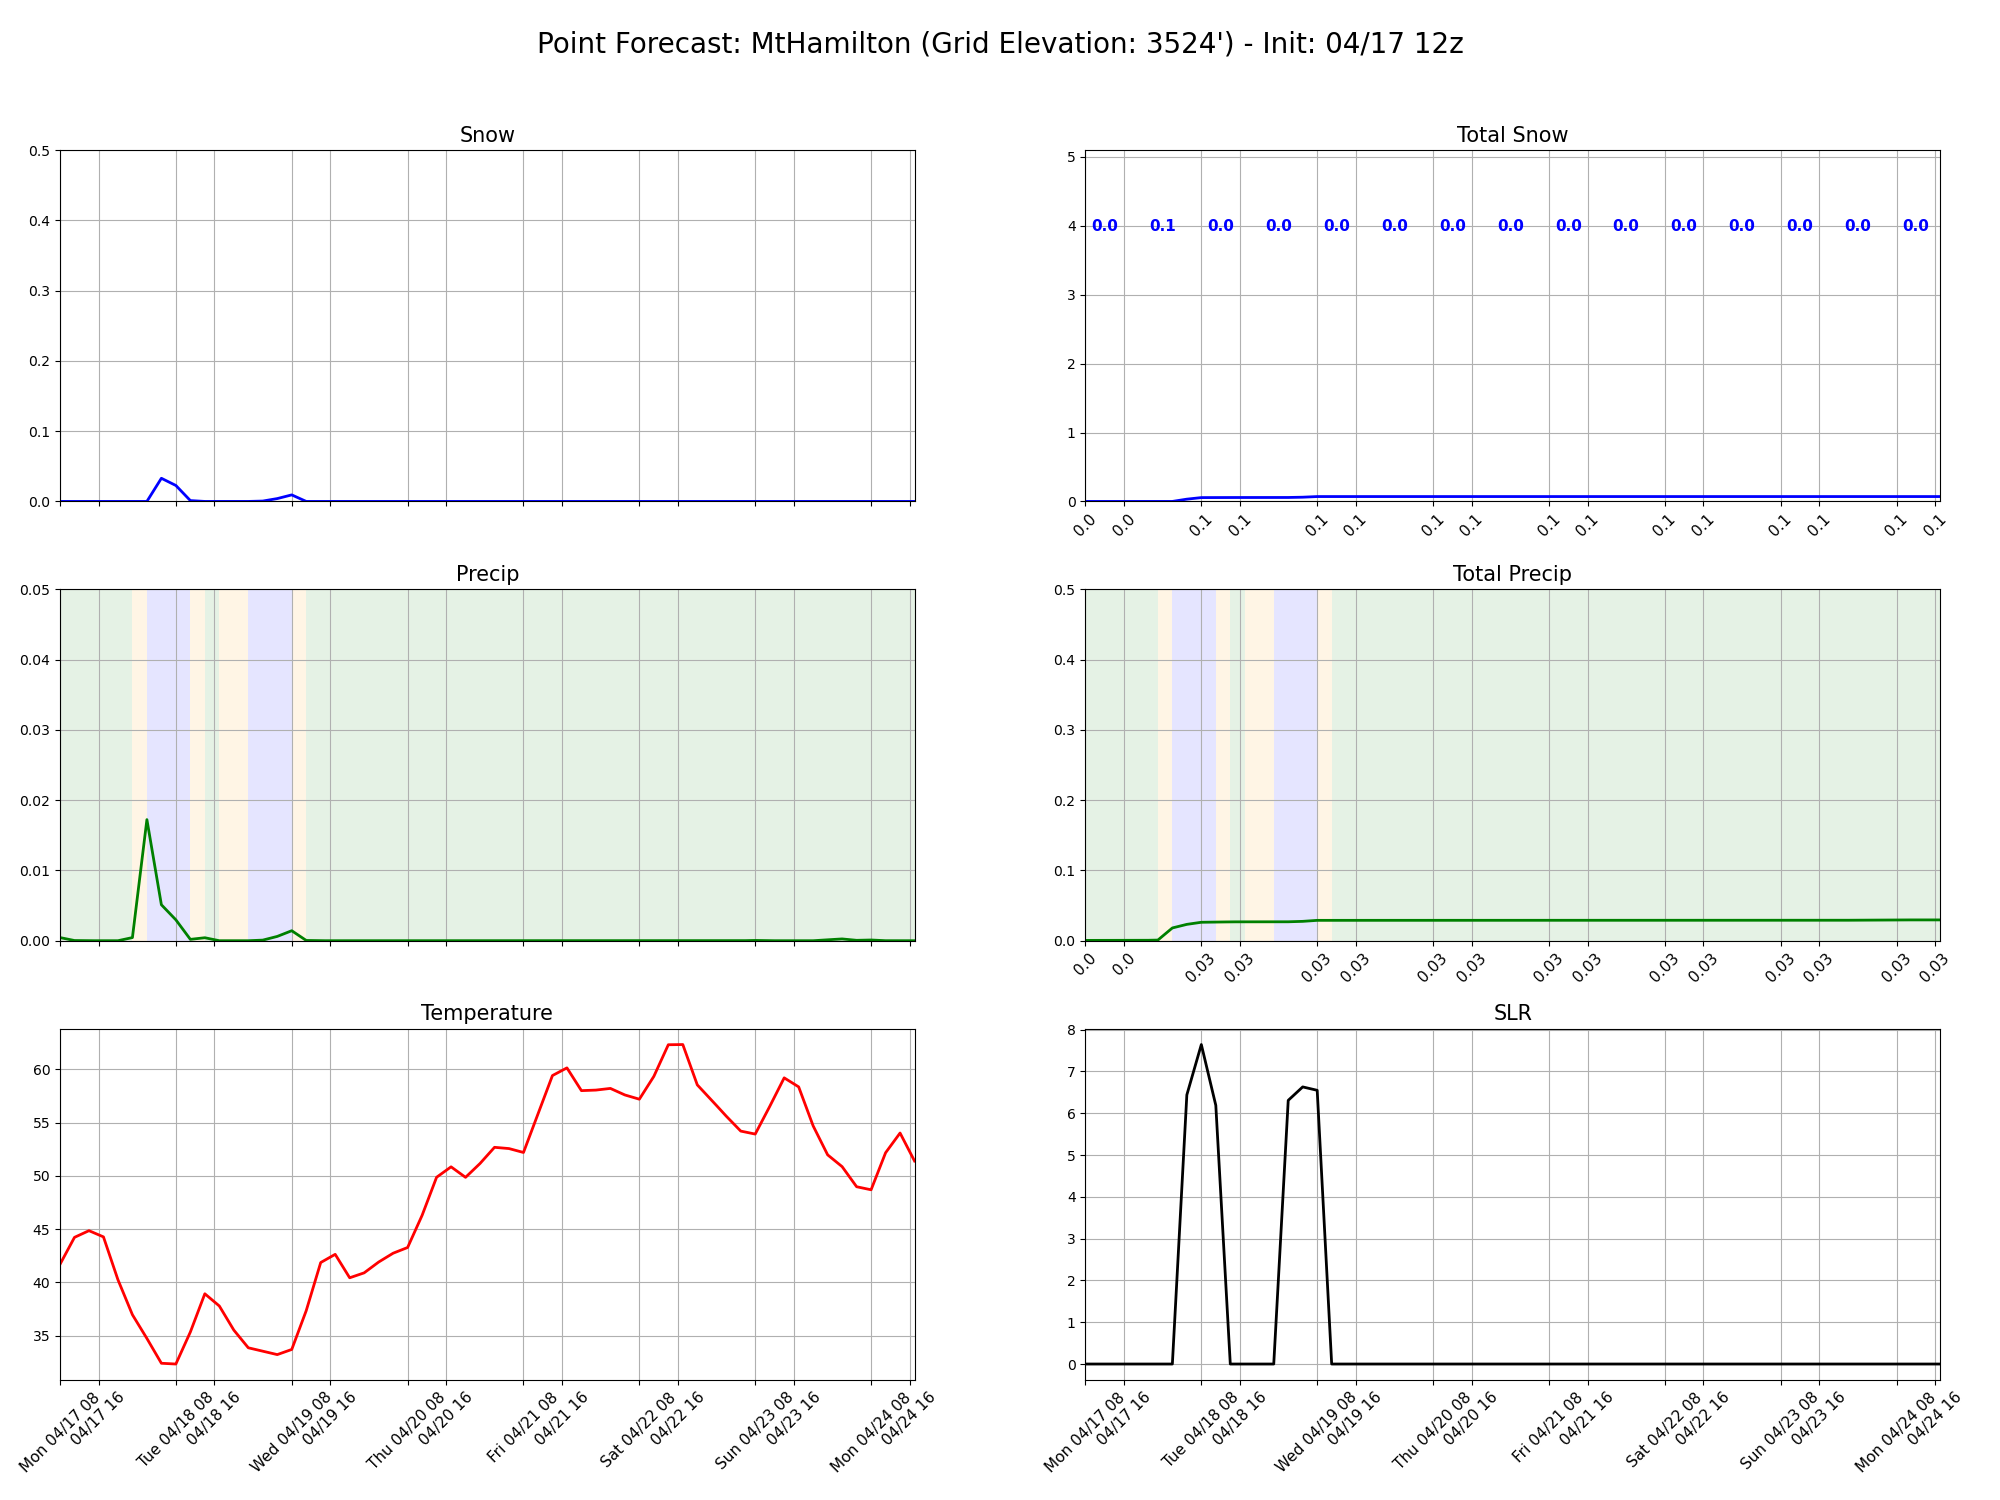 Point Forecast: MtHamilton (Grid Elevation: 3524') - Init: 04/17 12z
Snow
0.5
0.4
0.3
0.2
0.1
0.0
Total Snow
5
4
3
2
1
0
0.0 0.1 0.0 0.0 0.0 0.0 0.0 0.0 0.0 0.0 0.0 0.0 0.0 0.0 0.0
0.0 0.0 0.1 0.1 0.1 0.1 0.1 0.1 0.1 0.1 0.1 0.1 0.1 0.1 0.1 0.1
Precip
0.05
0.04
0.03
0.02
0.01
0.00
Total Precip
0.5
0.4
0.3
0.2
0.1
0.0
0.0 0.0 0.03 0.03 0.03 0.03 0.03 0.03 0.03 0.03 0.03 0.03 0.03 0.03 0.03 0.03
Temperature
60
55
50
45
40
35
Mon 04/17 08
04/17 16
Tue 04/18 08
04/18 16
Wed 04/19 08
04/19 16
Thu 04/20 08
04/20 16
Fri 04/21 08
04/21 16
Sat 04/22 08
04/22 16
Sun 04/23 08
04/23 16
Mon 04/24 08
04/24 16
SLR
8
7
6
5
4
3
2
1
0
Mon 04/17 08
04/17 16
Tue 04/18 08
04/18 16
Wed 04/19 08
04/19 16
Thu 04/20 08
04/20 16
Fri 04/21 08
04/21 16
Sat 04/22 08
04/22 16
Sun 04/23 08
04/23 16
Mon 04/24 08
04/24 16